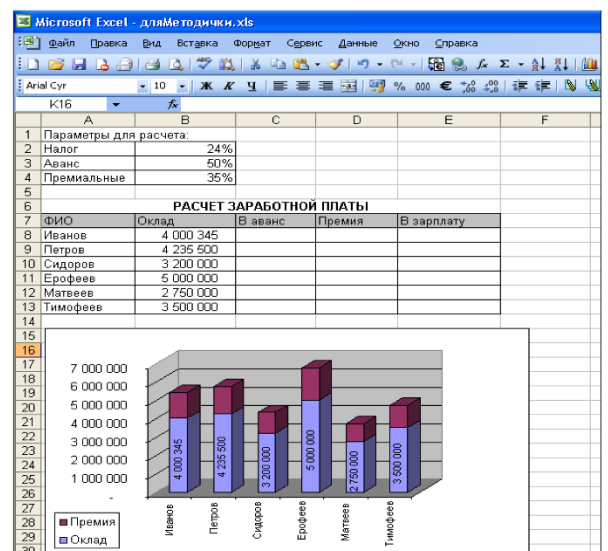 Microsoft Excel - дляМетодички.xls
Файл Правка Вид Вставка Формат Сервис Данные Окно Справка
Arial Cyr 10 Ж К Ч % 000 €
K16 fx
A B C D E F
1 Параметры для расчета:
2 Налог 24%
3 Аванс 50%
4 Премиальные 35%
5
6 РАСЧЕТ ЗАРАБОТНОЙ ПЛАТЫ
7 ФИО Оклад В аванс Премия В зарплату
8 Иванов 4 000 345
9 Петров 4 235 500
10 Сидоров 3 200 000
11 Ерофеев 5 000 000
12 Матвеев 2 750 000
13 Тимофеев 3 500 000
14
15
16
17
18
19
20
21
22
23
24
25
26
27
28
29
30
7 000 000
6 000 000
5 000 000
4 000 000
3 000 000
2 000 000
1 000 000
-
4 000 345 4 235 500 3 200 000 5 000 000 2 750 000 3 500 000
Иванов Петров Сидоров Ерофеев Матвеев Тимофеев
Премия
Оклад